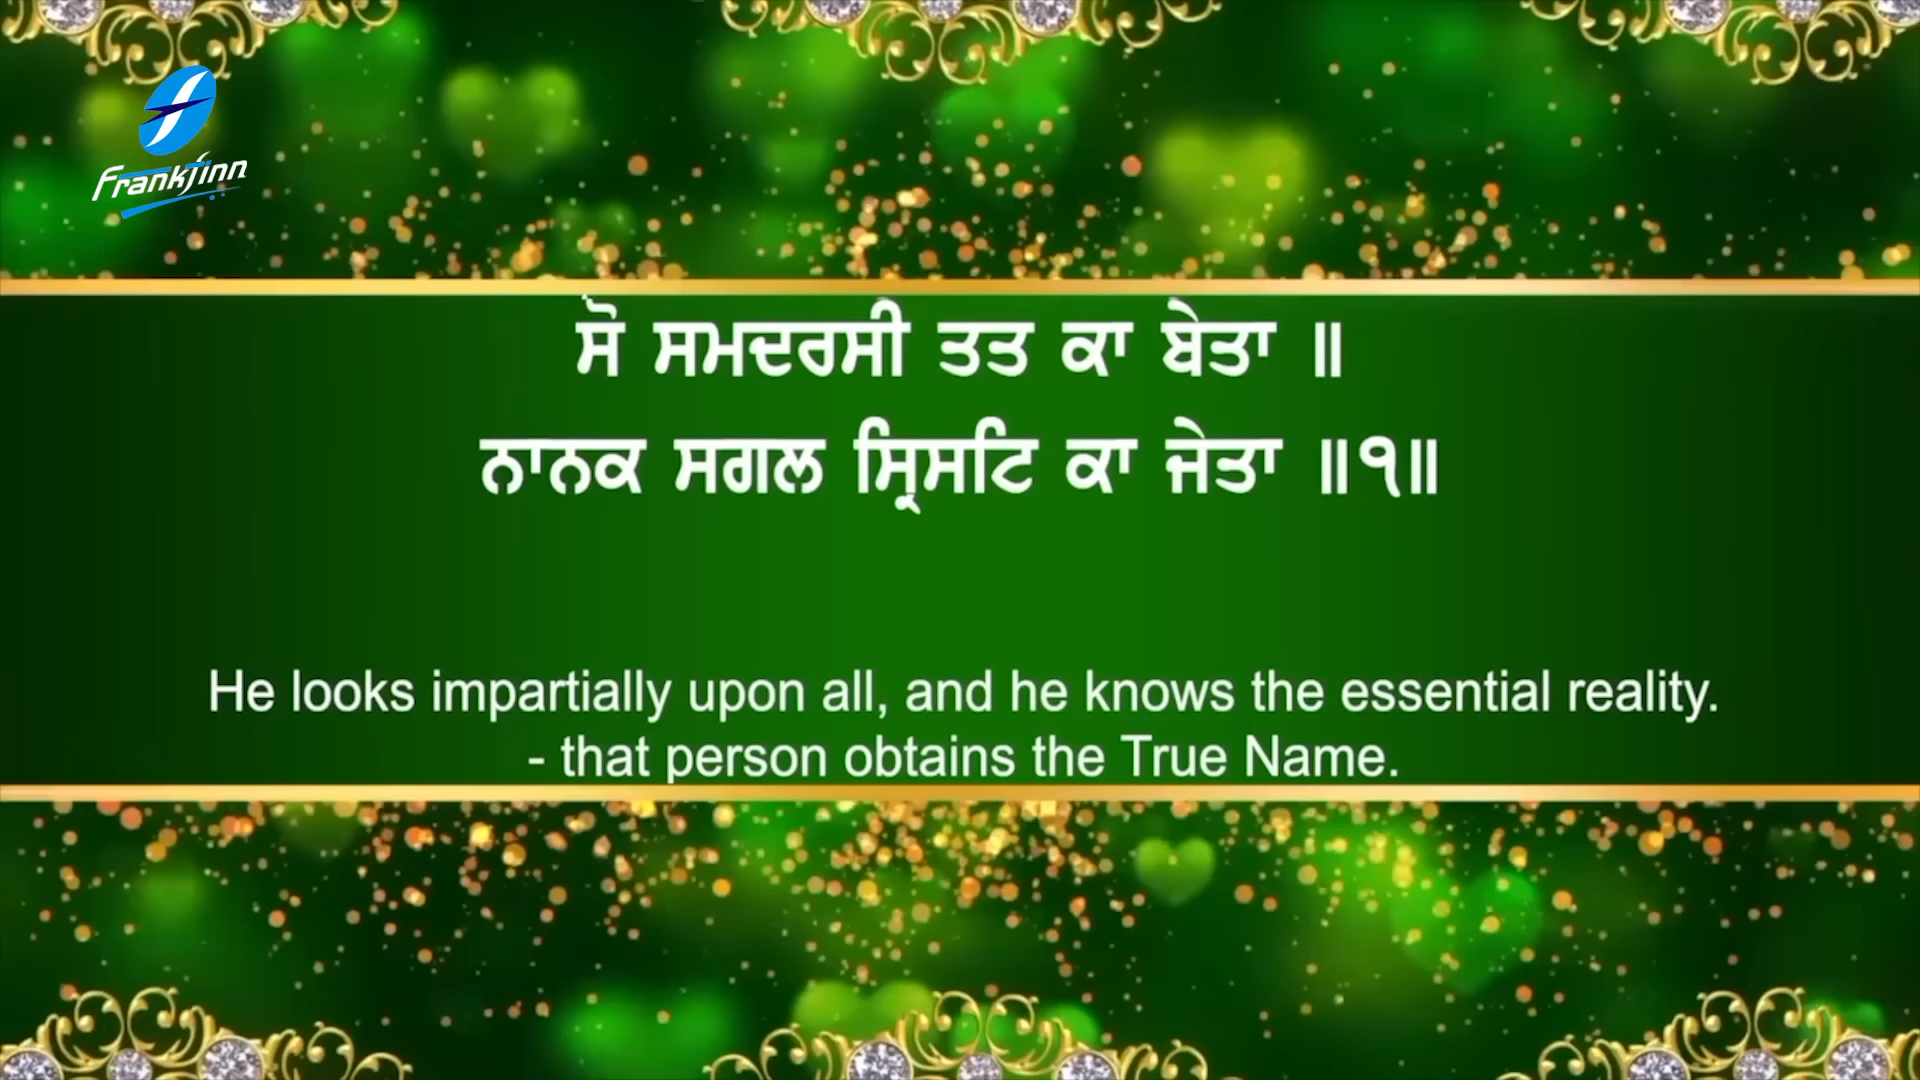 Frankfinn
ਸੋ ਸਮਦਰਸੀ ਤਤ ਕਾ ਬੇਤਾ ॥
ਨਾਨਕ ਸਗਲ ਸ੍ਰਿਸਟਿ ਕਾ ਜੇਤਾ ॥੧॥
He looks impartially upon all, and he knows the essential reality.
- that person obtains the True Name.